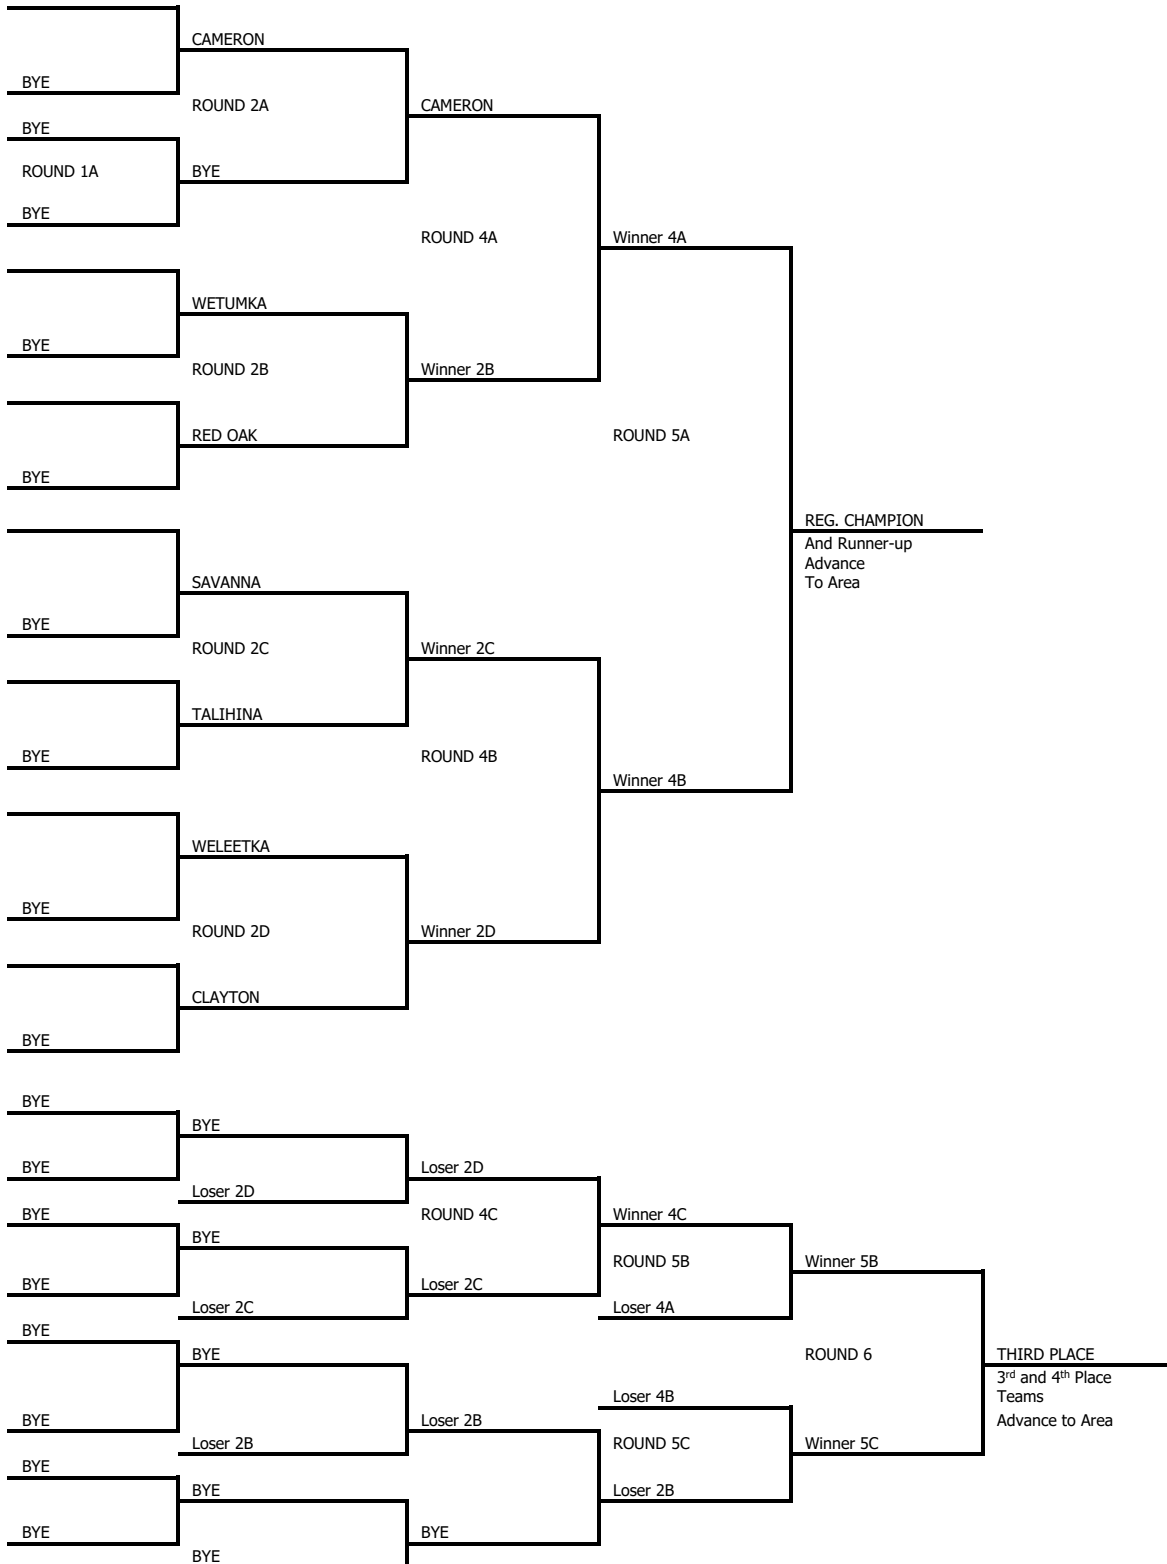 CAMERON
BYE
ROUND 2A
CAMERON
BYE
ROUND 1A
BYE
BYE
ROUND 4A
Winner 4A
WETUMKA
BYE
ROUND 2B
Winner 2B
RED OAK
ROUND 5A
BYE
REG. CHAMPION
And Runner-up
Advance
To Area
SAVANNA
BYE
ROUND 2C
Winner 2C
TALIHINA
BYE
ROUND 4B
Winner 4B
WELEETKA
BYE
ROUND 2D
Winner 2D
CLAYTON
BYE
BYE
BYE
BYE
Loser 2D
Loser 2D
BYE
ROUND 4C
Winner 4C
BYE
ROUND 5B
Winner 5B
BYE
Loser 2C
Loser 2C
Loser 4A
BYE
BYE
ROUND 6
THIRD PLACE
3rd and 4th Place
Teams
Advance to Area
Loser 4B
BYE
Loser 2B
Loser 2B
ROUND 5C
Winner 5C
BYE
BYE
Loser 2B
BYE
BYE
BYE